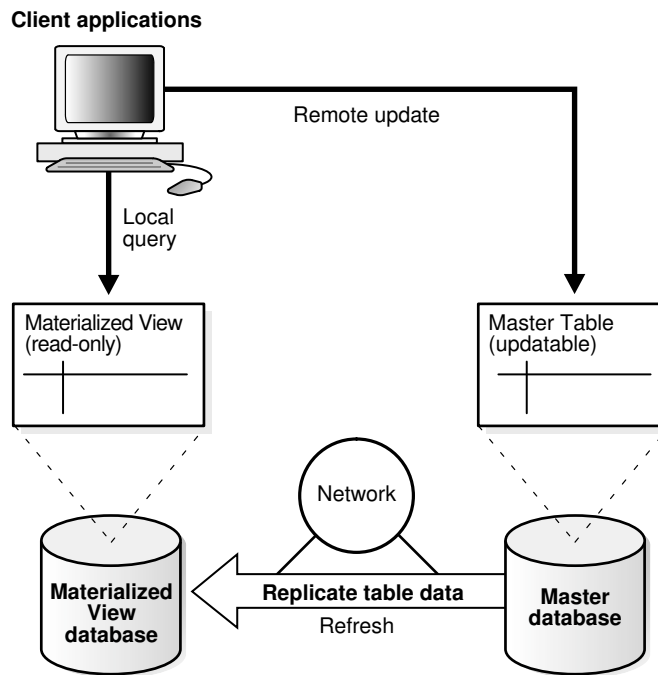 Client applications
Remote update
Local
query
Materialized View
(read-only)
Master Table
(updatable)
Network
Materialized
View
database
Replicate table data
Refresh
Master
database